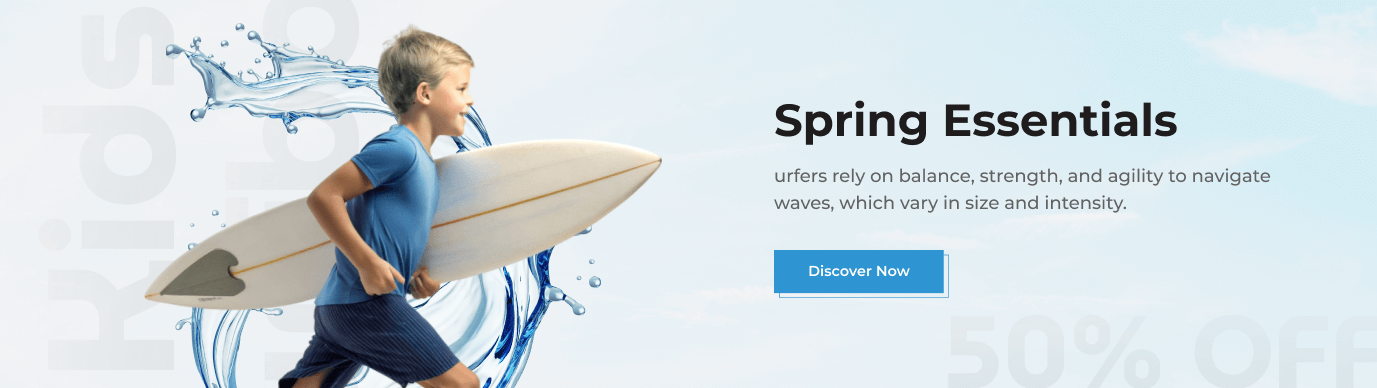 Kids
Spring Essentials
urfers rely on balance, strength, and agility to navigate
waves, which vary in size and intensity.
Discover Now
50% OFF